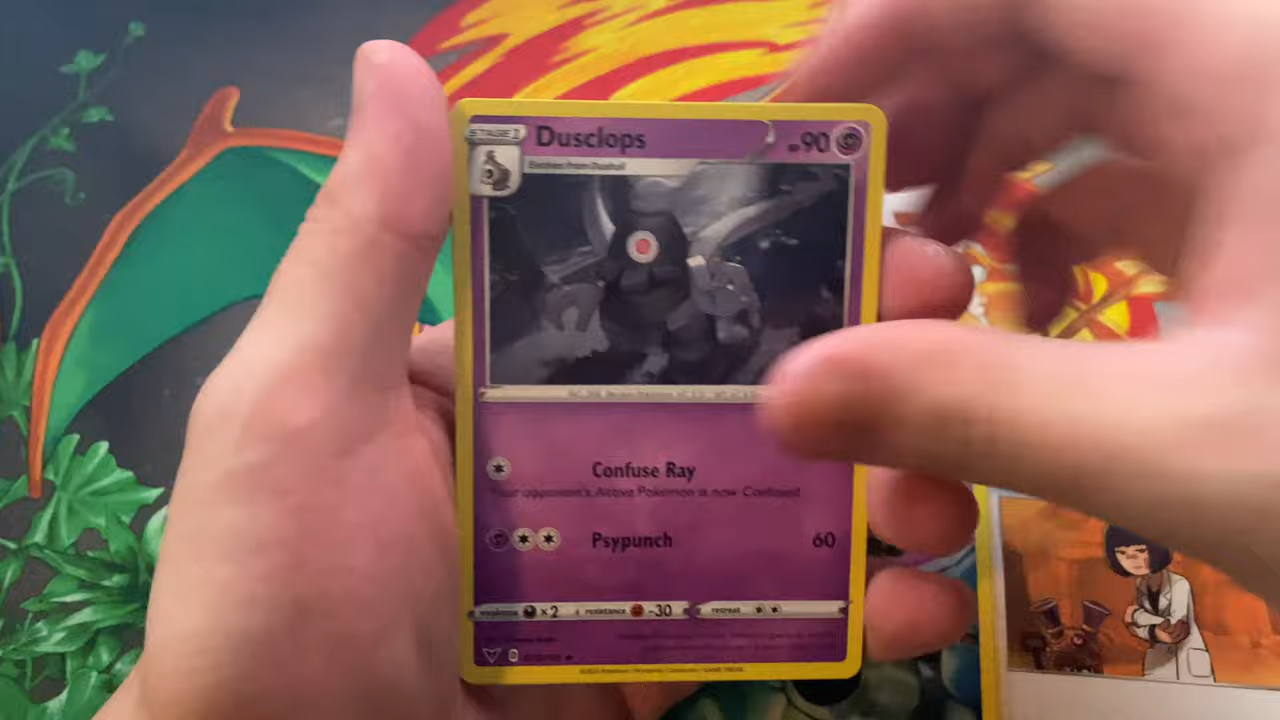 STAGE 1
Dusclops
HP 90
Evolves from Duskull
Confuse Ray
Your opponent's Active Pokémon is now Confused.
Psypunch 60
weakness ×2 resistance -30 retreat